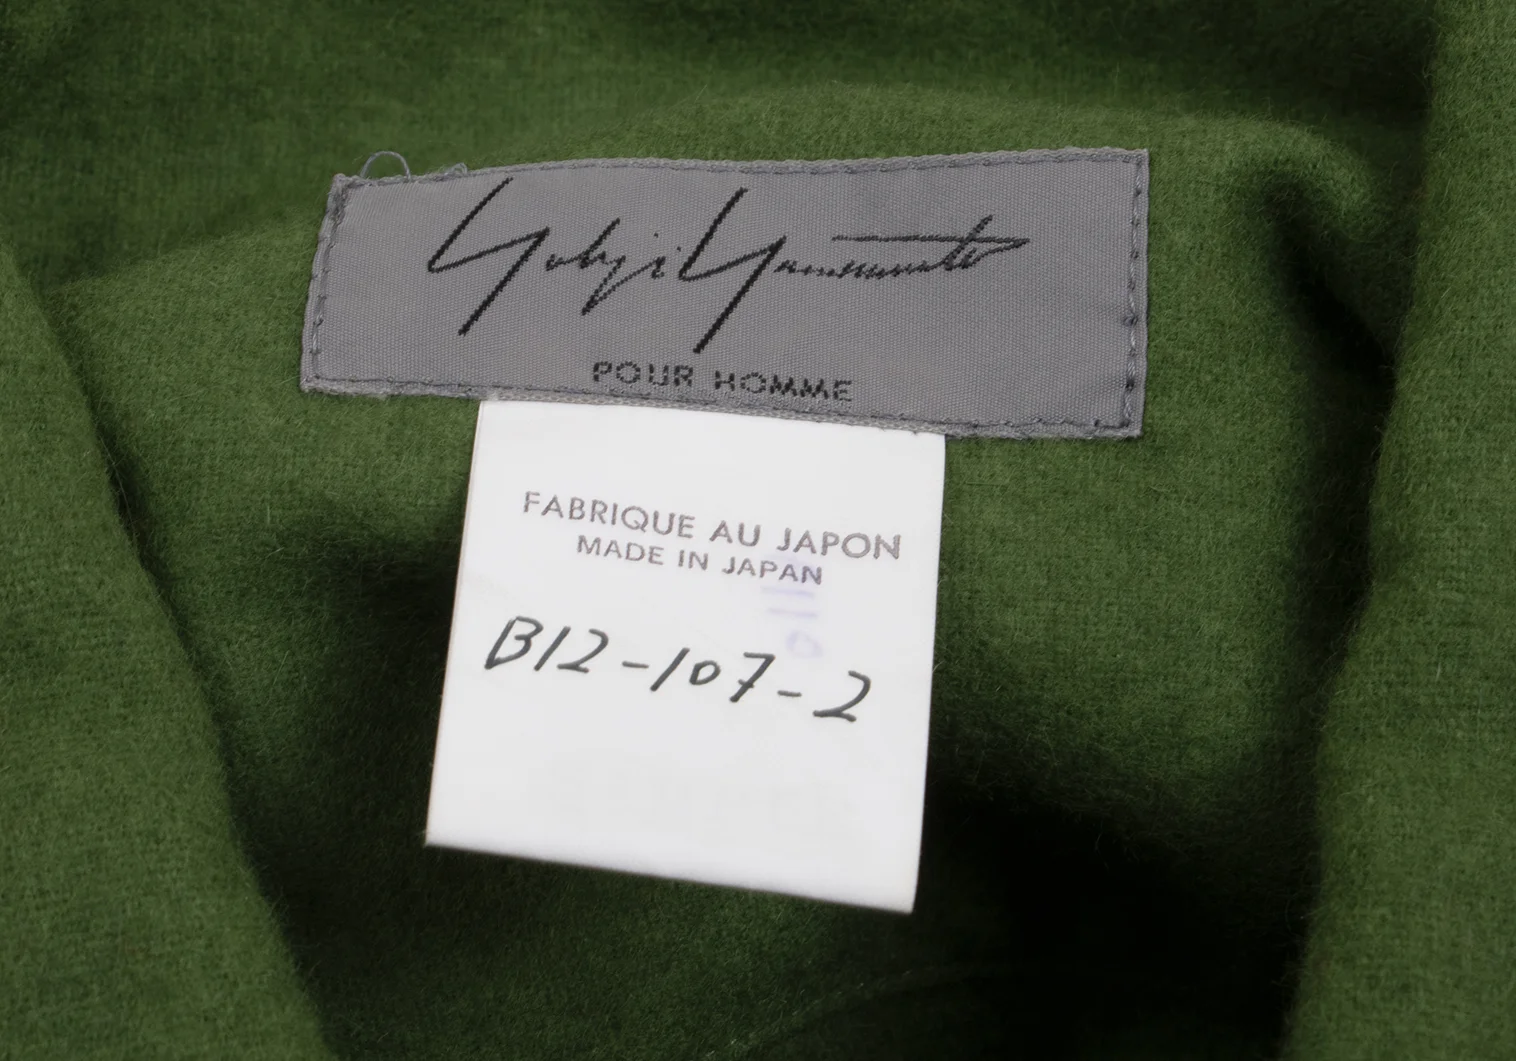 Yohji Yamamoto
POUR HOMME
FABRIQUE AU JAPON
MADE IN JAPAN
B12-107-2